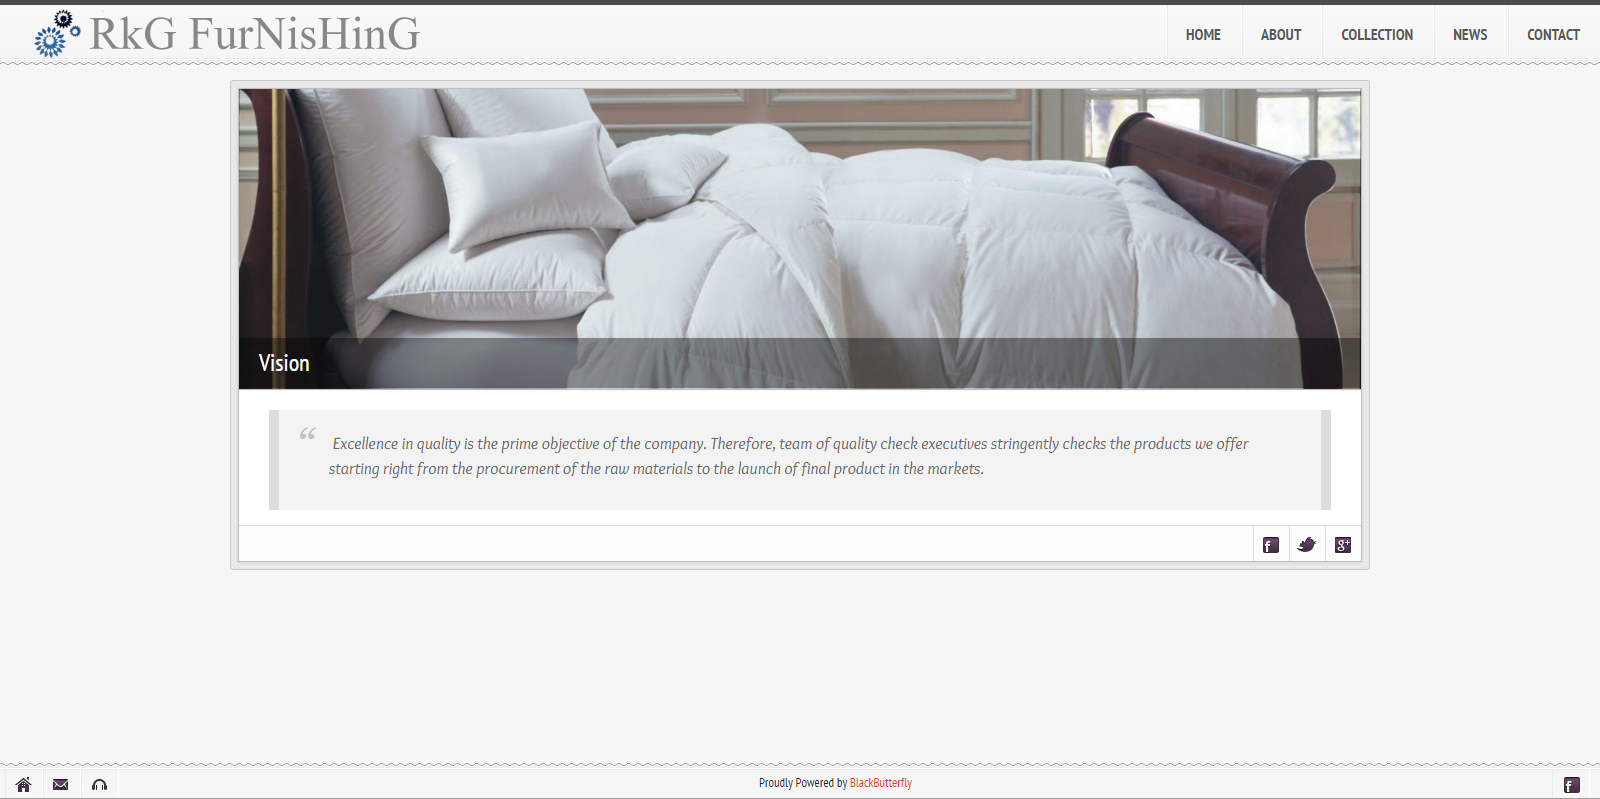 RkG FurNisHinG
HOME ABOUT COLLECTION NEWS CONTACT
Vision
“ Excellence in quality is the prime objective of the company. Therefore, team of quality check executives stringently checks the products we offer
starting right from the procurement of the raw materials to the launch of final product in the markets.
Proudly Powered by BlackButterfly